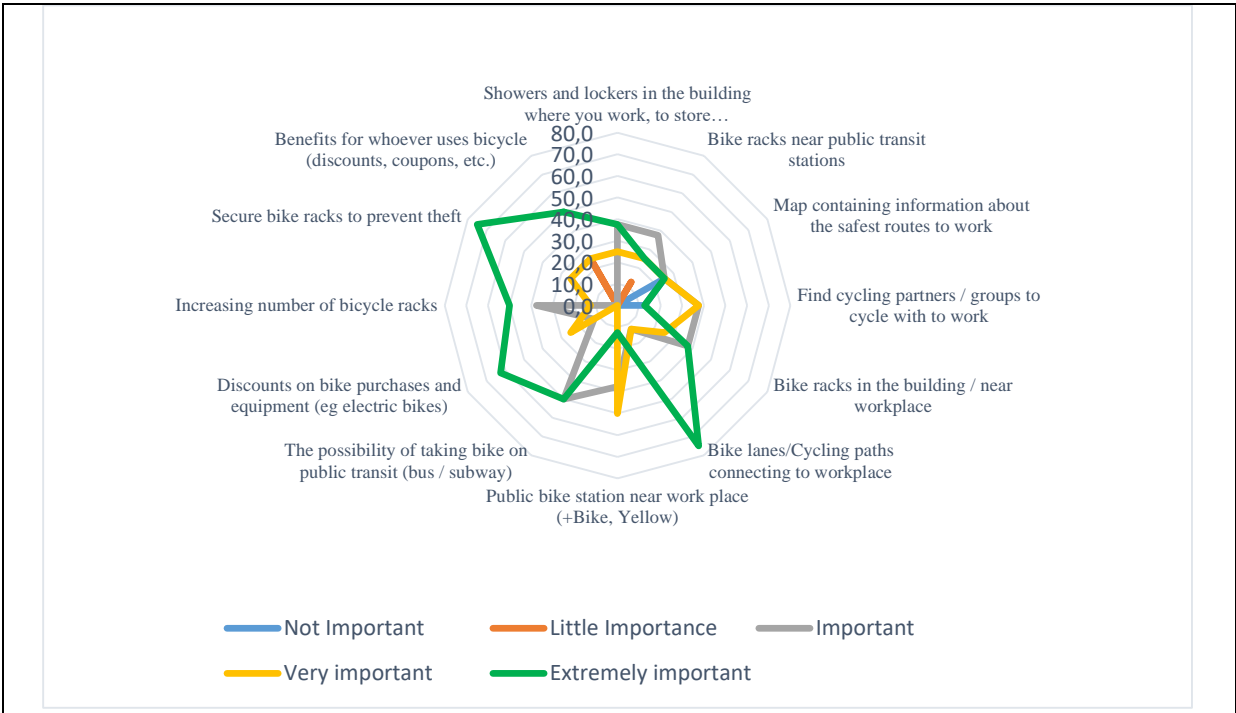 Showers and lockers in the building
where you work, to store…
Bike racks near public transit
stations
Map containing information about
the safest routes to work
Find cycling partners / groups to
cycle with to work
Bike racks in the building / near
workplace
Bike lanes/Cycling paths
connecting to workplace
Public bike station near work place
(+Bike, Yellow)
The possibility of taking bike on
public transit (bus / subway)
Discounts on bike purchases and
equipment (eg electric bikes)
Increasing number of bicycle racks
Secure bike racks to prevent theft
Benefits for whoever uses bicycle
(discounts, coupons, etc.)
80,0
70,0
60,0
50,0
40,0
30,0
20,0
10,0
0,0
Not Important
Little Importance
Important
Very important
Extremely important